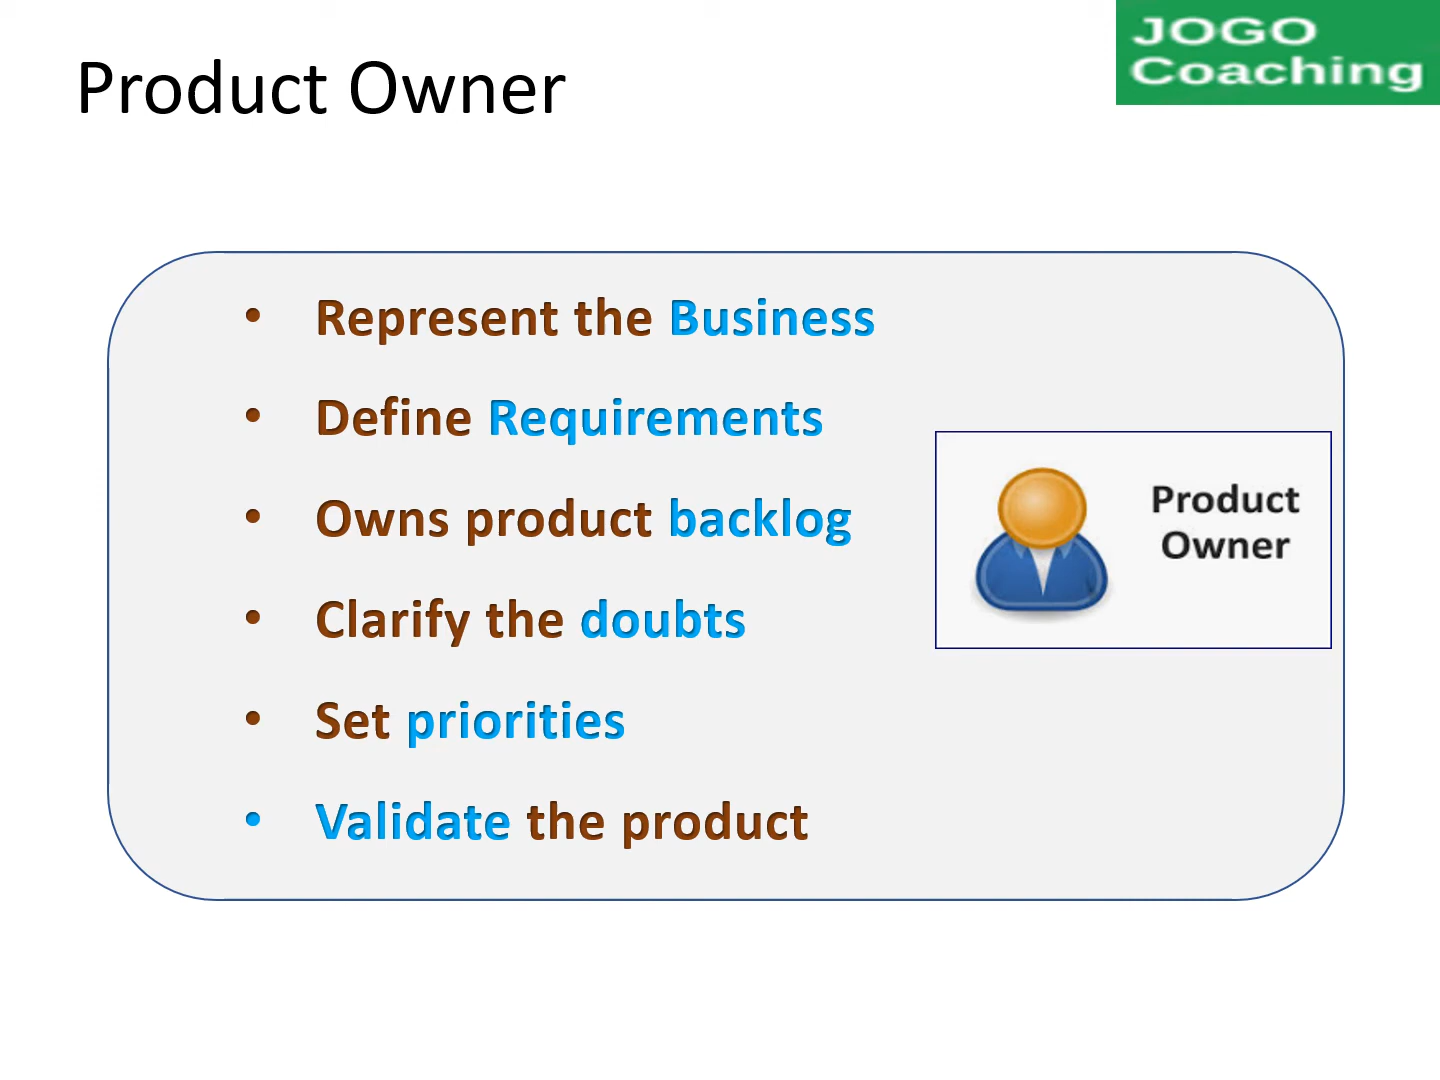 JOGO
Coaching
Product Owner
• Represent the Business
• Define Requirements
• Owns product backlog
• Clarify the doubts
• Set priorities
• Validate the product
Product
Owner